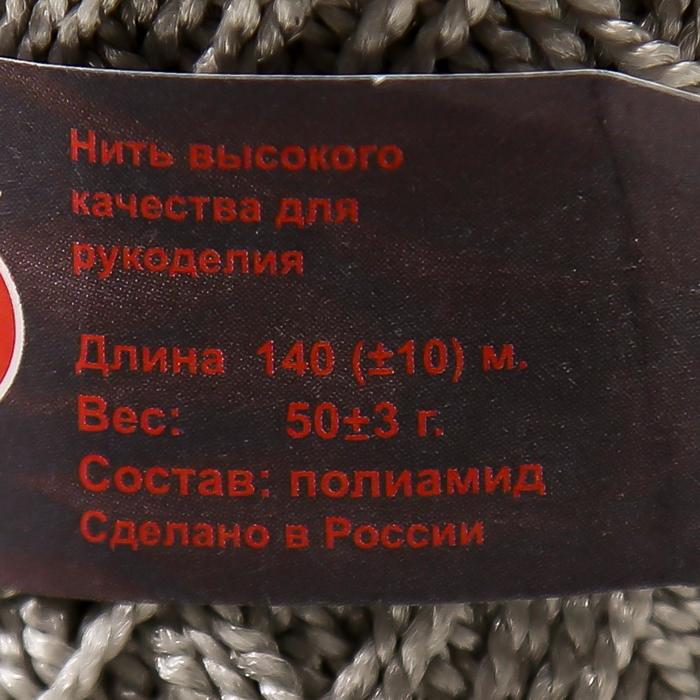 Нить высокого
качества для
рукоделия
Длина 140 (±10) м.
Вес: 50±3 г.
Состав: полиамид
Сделано в России